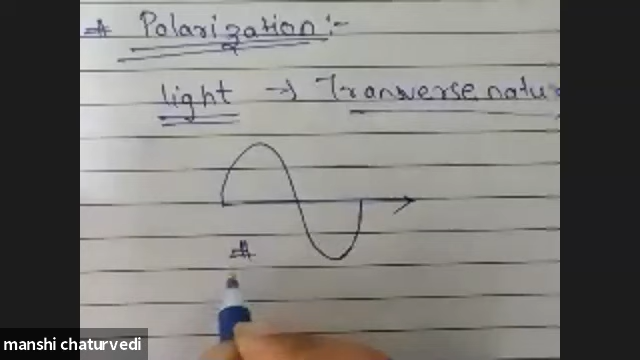 # Polarization :-
light → Transverse natu
#
manshi chaturvedi